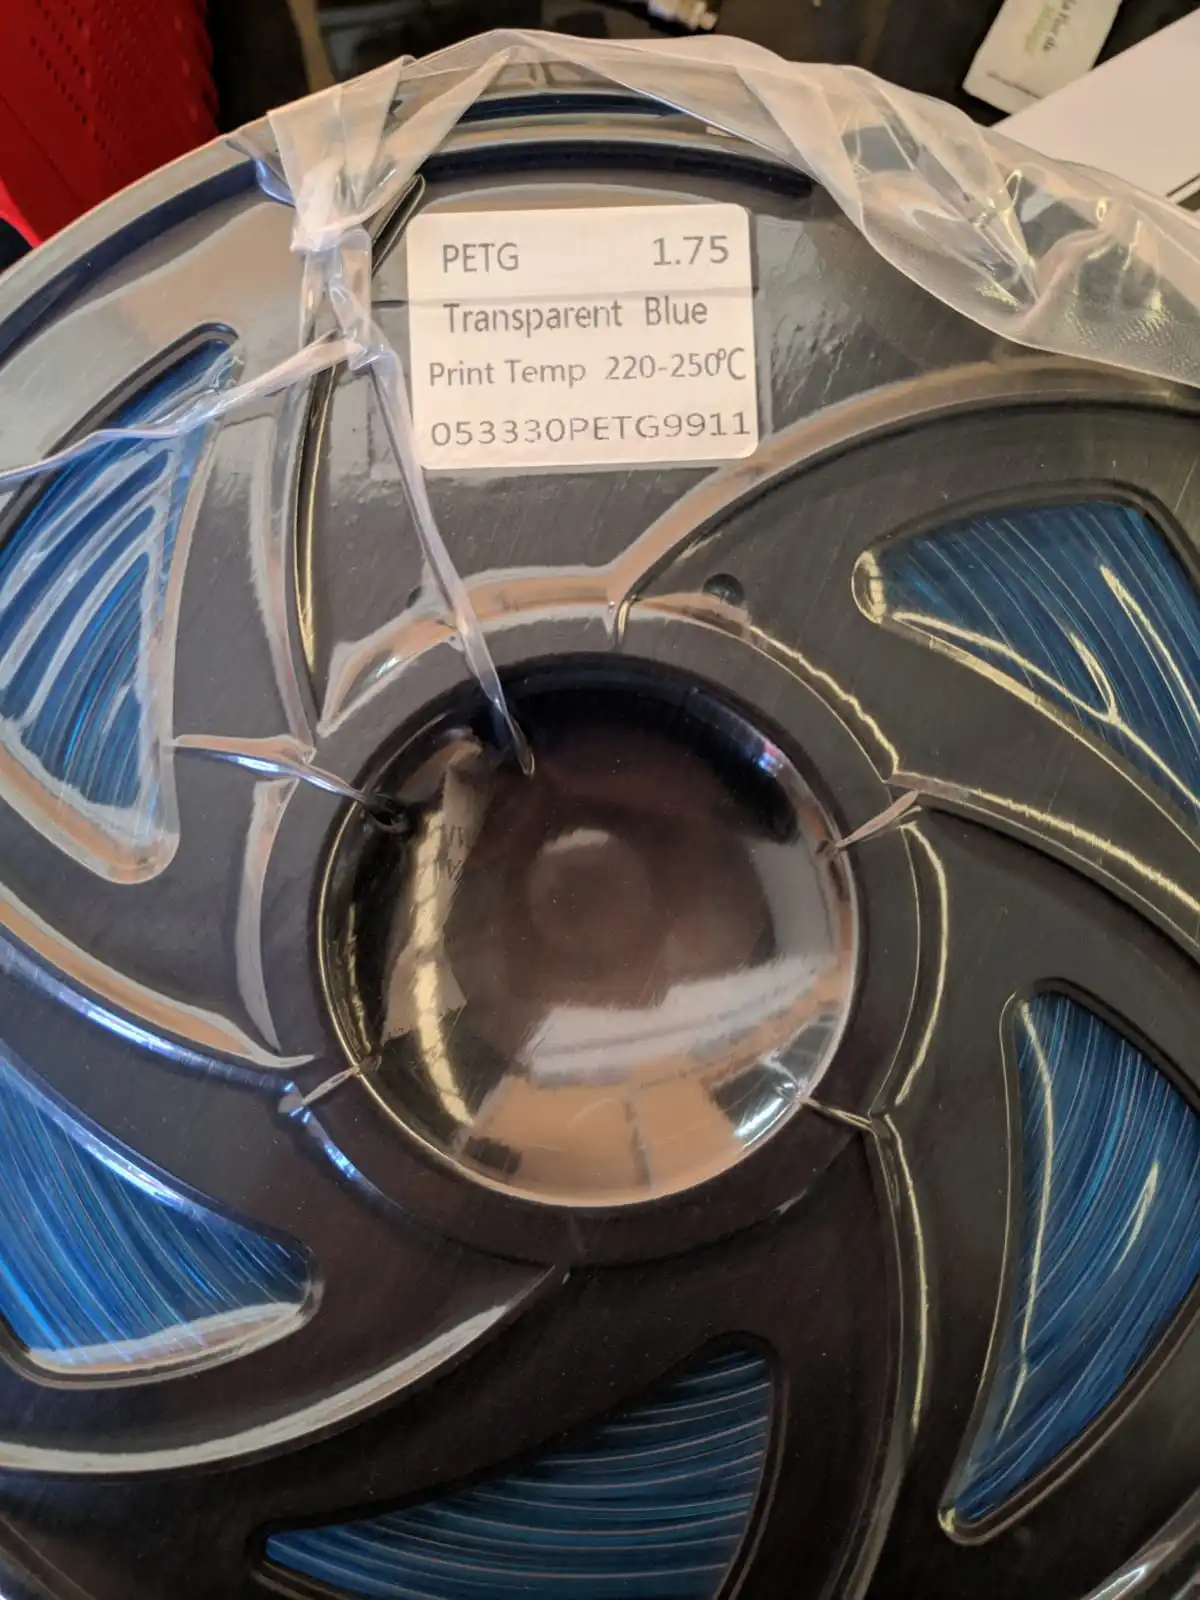 PETG 1.75
Transparent Blue
Print Temp 220-250℃
053330PETG9911